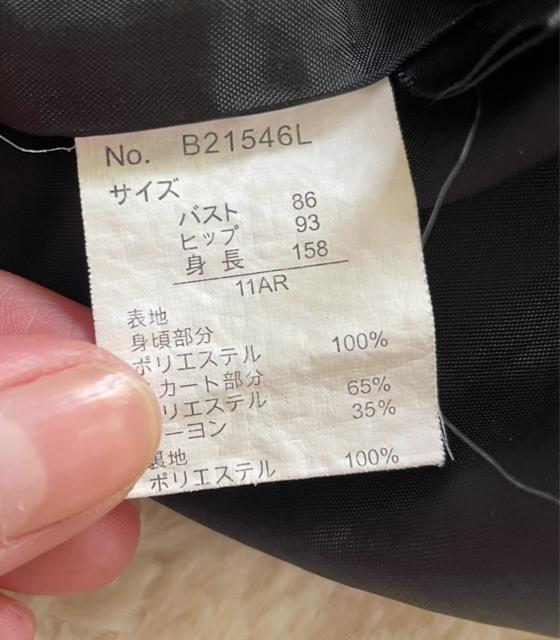 No. B21546L
サイズ
バスト 86
ヒップ 93
身長 158
11AR
表地
身頃部分
ポリエステル 100%
カート部分
リエステル 65%
ーヨン 35%
裏地
ポリエステル 100%